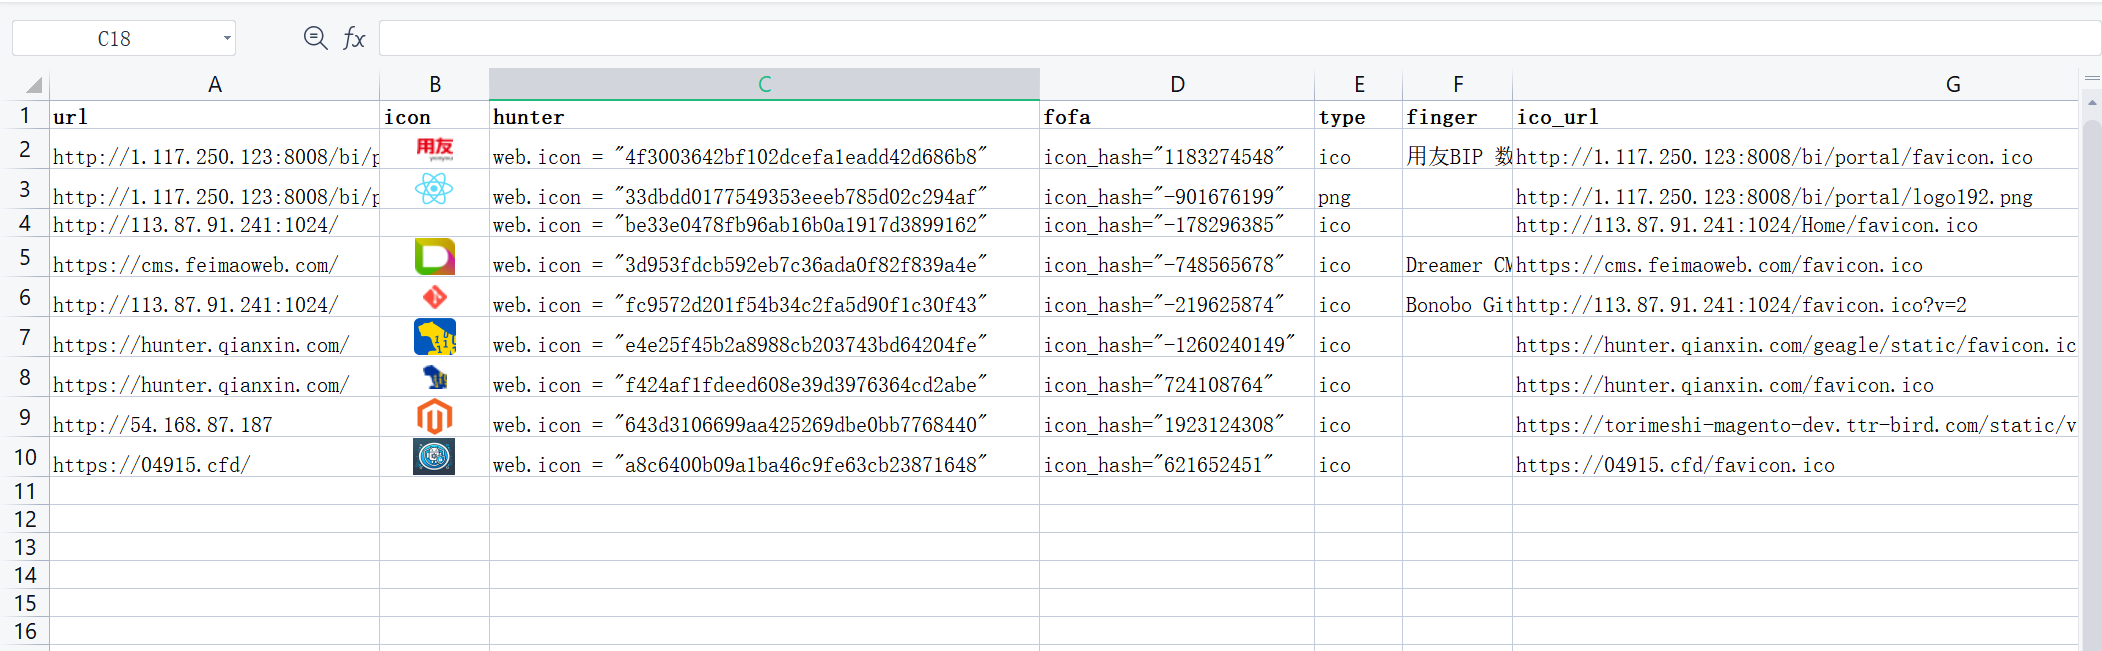 C18 fx
A B C D E F G
1 url icon hunter fofa type finger ico_url
2 http://1.117.250.123:8008/bi/p 用友 yonyou web.icon = "4f3003642bf102dcefa1eadd42d686b8" icon_hash="1183274548" ico 用友BIP 数 http://1.117.250.123:8008/bi/portal/favicon.ico
3 http://1.117.250.123:8008/bi/p web.icon = "33dbdd0177549353eeeb785d02c294af" icon_hash="-901676199" png http://1.117.250.123:8008/bi/portal/logo192.png
4 http://113.87.91.241:1024/ web.icon = "be33e0478fb96ab16b0a1917d3899162" icon_hash="-178296385" ico http://113.87.91.241:1024/Home/favicon.ico
5 https://cms.feimaoweb.com/ web.icon = "3d953fdcb592eb7c36ada0f82f839a4e" icon_hash="-748565678" ico Dreamer CM https://cms.feimaoweb.com/favicon.ico
6 http://113.87.91.241:1024/ web.icon = "fc9572d201f54b34c2fa5d90f1c30f43" icon_hash="-219625874" ico Bonobo Git http://113.87.91.241:1024/favicon.ico?v=2
7 https://hunter.qianxin.com/ web.icon = "e4e25f45b2a8988cb203743bd64204fe" icon_hash="-1260240149" ico https://hunter.qianxin.com/geagle/static/favicon.ic
8 https://hunter.qianxin.com/ web.icon = "f424af1fdeed608e39d3976364cd2abe" icon_hash="724108764" ico https://hunter.qianxin.com/favicon.ico
9 http://54.168.87.187 web.icon = "643d3106699aa425269dbe0bb7768440" icon_hash="1923124308" ico https://torimeshi-magento-dev.ttr-bird.com/static/v
10 https://04915.cfd/ web.icon = "a8c6400b09a1ba46c9fe63cb23871648" icon_hash="621652451" ico https://04915.cfd/favicon.ico
11
12
13
14
15
16